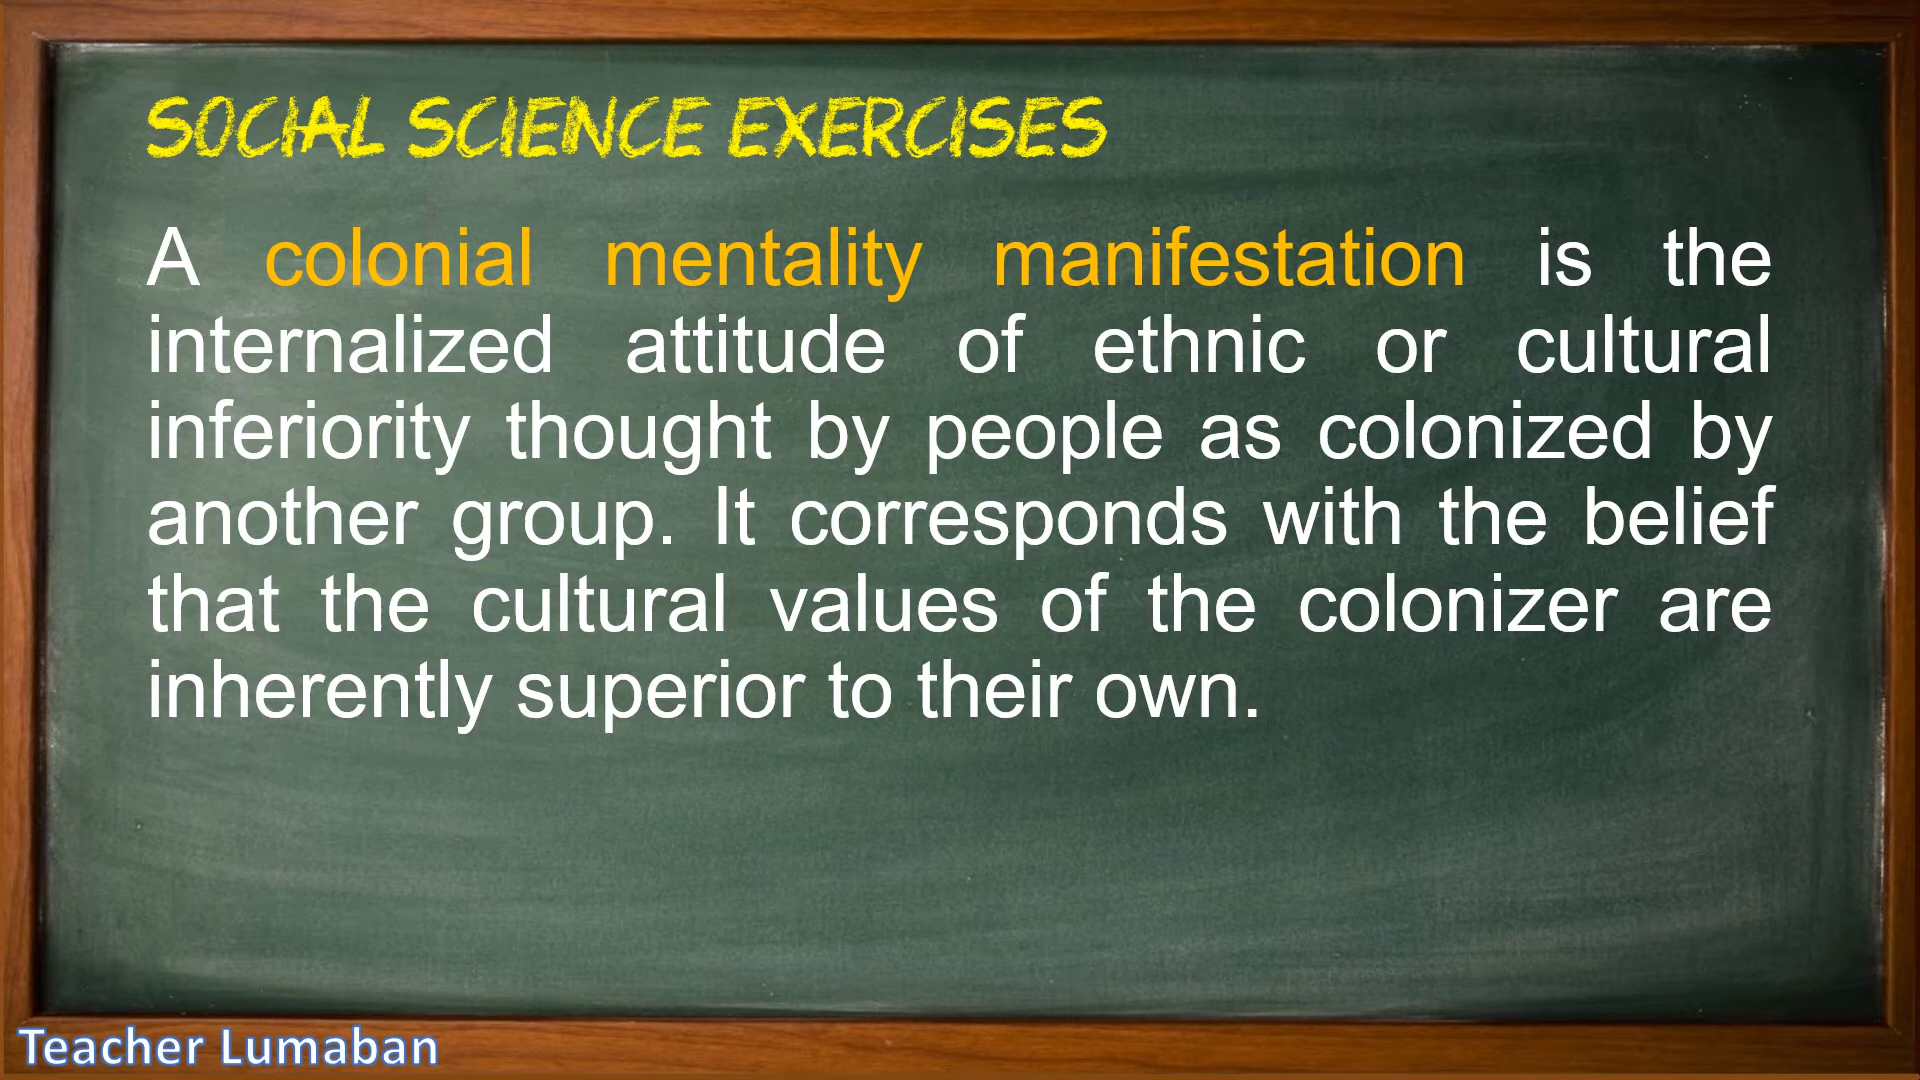 SOCIAL SCIENCE EXERCISES
A colonial mentality manifestation is the
internalized attitude of ethnic or cultural
inferiority thought by people as colonized by
another group. It corresponds with the belief
that the cultural values of the colonizer are
inherently superior to their own.
Teacher Lumaban